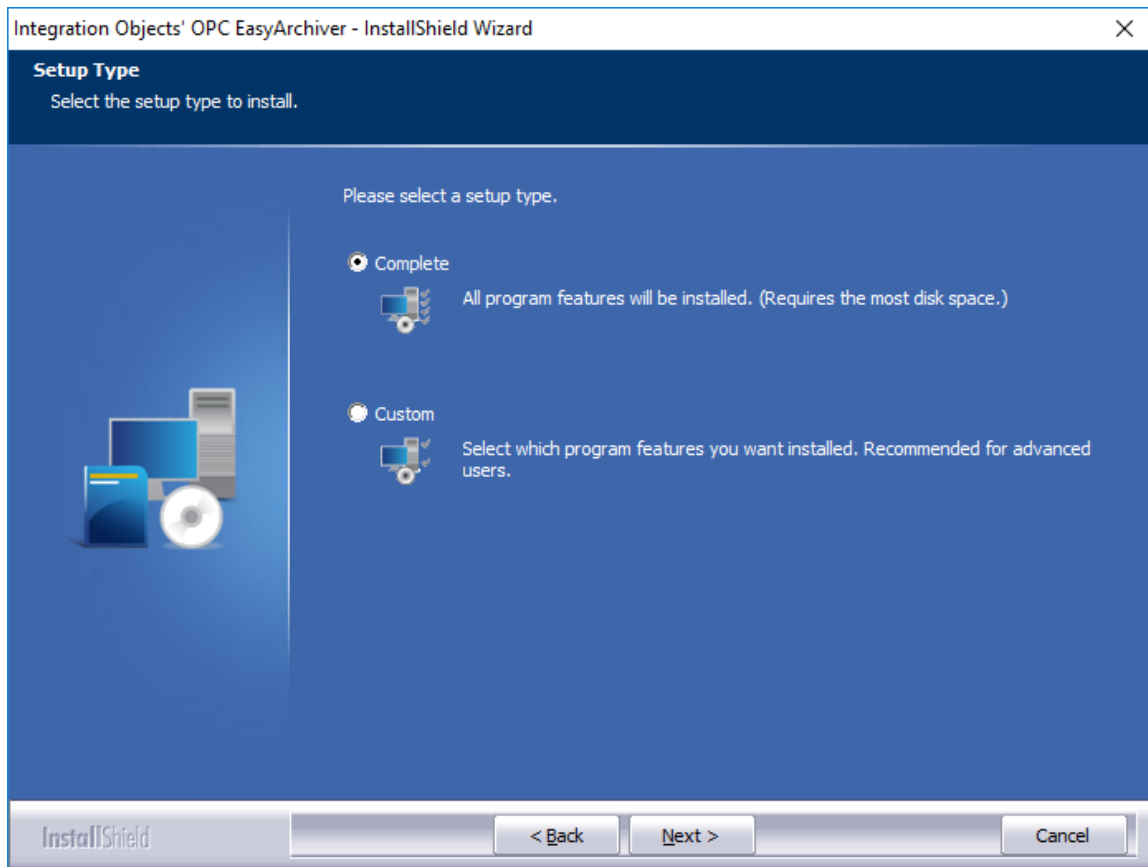 Integration Objects' OPC EasyArchiver - InstallShield Wizard
Setup Type
Select the setup type to install.
Please select a setup type.
Complete
All program features will be installed. (Requires the most disk space.)
Custom
Select which program features you want installed. Recommended for advanced
users.
InstallShield
< Back
Next >
Cancel